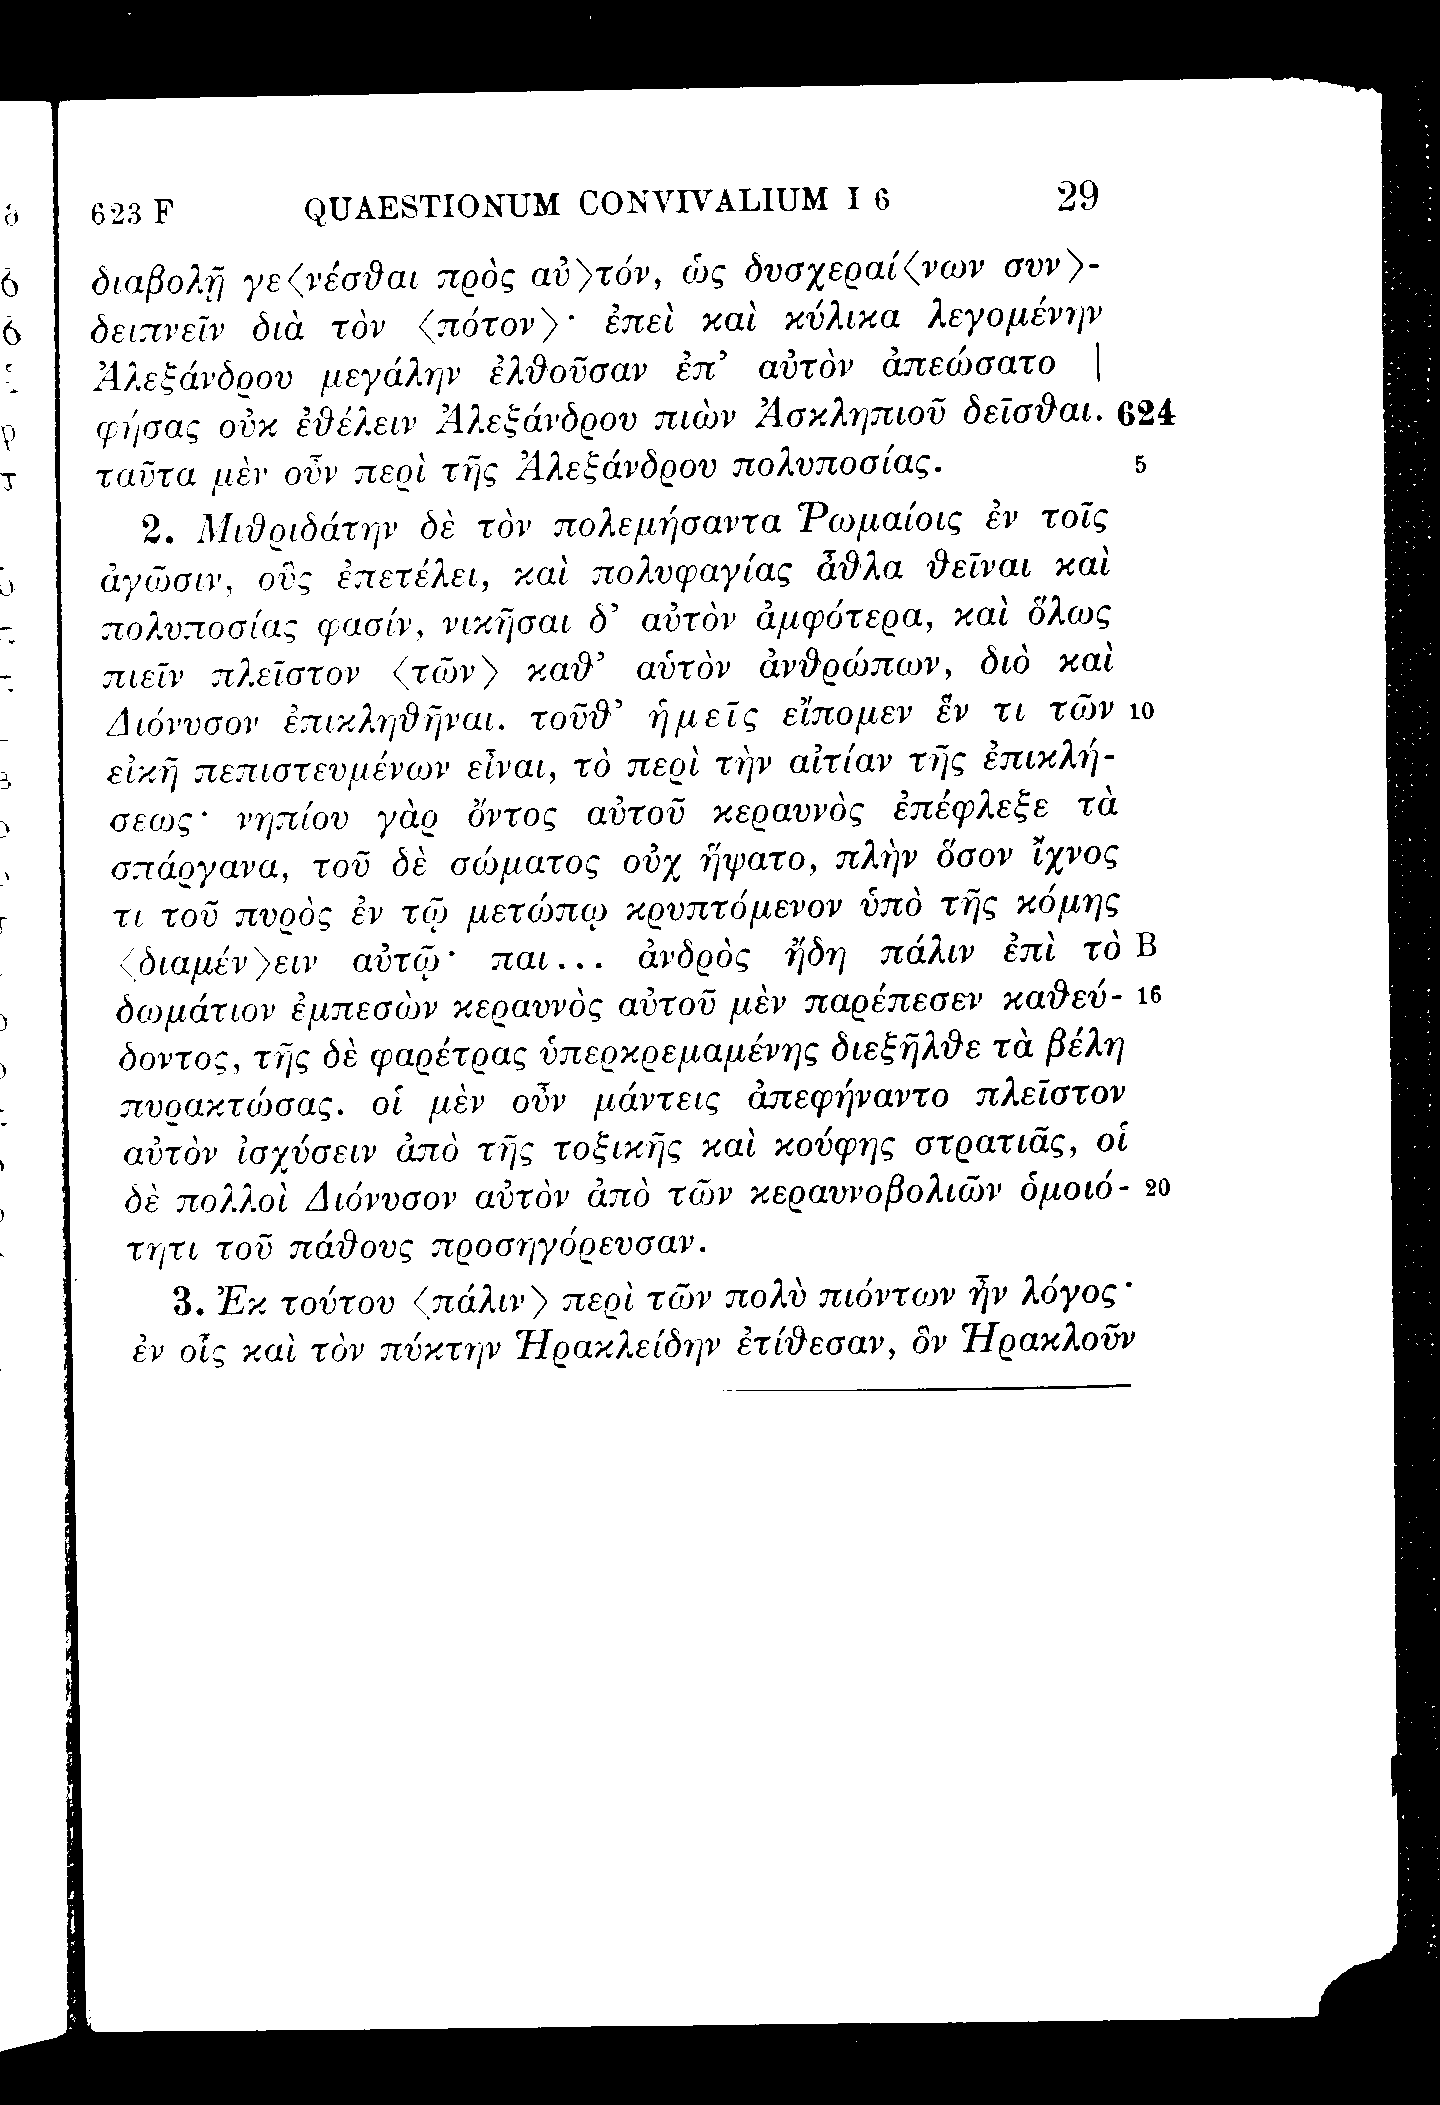 623 F QUAESTIONUM CONVIVALIUM I 6 29
διαβολῇ γε⟨νέσθαι πρὸς αὐ⟩τόν, ὡς δυσχεραί⟨νων συν⟩-
δειπνεῖν διὰ τὸν ⟨πότον⟩· ἐπεὶ καὶ κύλικα λεγομένην
Ἀλεξάνδρου μεγάλην ἐλθοῦσαν ἐπ’ αὐτὸν ἀπεώσατο |
φήσας οὐκ ἐθέλειν Ἀλεξάνδρου πιὼν Ἀσκληπιοῦ δεῖσθαι. 624
ταῦτα μὲν οὖν περὶ τῆς Ἀλεξάνδρου πολυποσίας. 5
2. Μιθριδάτην δὲ τὸν πολεμήσαντα Ῥωμαίοις ἐν τοῖς
ἀγῶσιν, οὓς ἐπετέλει, καὶ πολυφαγίας ἆθλα θεῖναι καὶ
πολυποσίας φασίν, νικῆσαι δ’ αὐτὸν ἀμφότερα, καὶ ὅλως
πιεῖν πλεῖστον ⟨τῶν⟩ καθ’ αὑτὸν ἀνθρώπων, διὸ καὶ
Διόνυσον ἐπικληθῆναι. τοῦθ’ ἡμεῖς εἴπομεν ἕν τι τῶν 10
εἰκῆ πεπιστευμένων εἶναι, τὸ περὶ τὴν αἰτίαν τῆς ἐπικλή-
σεως· νηπίου γὰρ ὄντος αὐτοῦ κεραυνὸς ἐπέφλεξε τὰ
σπάργανα, τοῦ δὲ σώματος οὐχ ἥψατο, πλὴν ὅσον ἴχνος
τι τοῦ πυρὸς ἐν τῷ μετώπῳ κρυπτόμενον ὑπὸ τῆς κόμης
⟨διαμέν⟩ειν αὐτῷ· παι... ἀνδρὸς ἤδη πάλιν ἐπὶ τὸ B
δωμάτιον ἐμπεσὼν κεραυνὸς αὐτοῦ μὲν παρέπεσεν καθεύ- 16
δοντος, τῆς δὲ φαρέτρας ὑπερκρεμαμένης διεξῆλθε τὰ βέλη
πυρακτώσας. οἱ μὲν οὖν μάντεις ἀπεφήναντο πλεῖστον
αὐτὸν ἰσχύσειν ἀπὸ τῆς τοξικῆς καὶ κούφης στρατιᾶς, οἱ
δὲ πολλοὶ Διόνυσον αὐτὸν ἀπὸ τῶν κεραυνοβολιῶν ὁμοιό- 20
τητι τοῦ πάθους προσηγόρευσαν.
3. Ἐκ τούτου ⟨πάλιν⟩ περὶ τῶν πολὺ πιόντων ἦν λόγος·
ἐν οἷς καὶ τὸν πύκτην Ἡρακλείδην ἐτίθεσαν, ὃν Ἡρακλοῦν